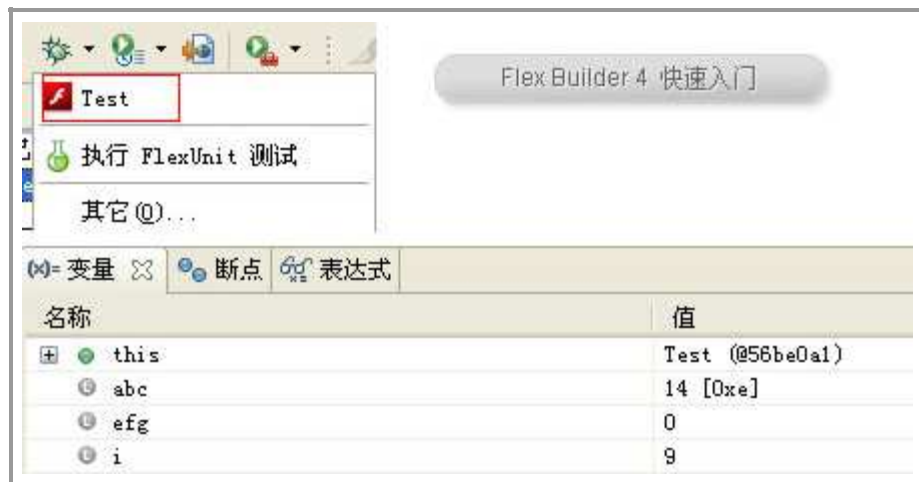 Test
Flex Builder 4 快速入门
执行 FlexUnit 测试
其它(O)...
(x)= 变量 断点 表达式
名称 值
this Test (@56be0a1)
abc 14 [0xe]
efg 0
i 9